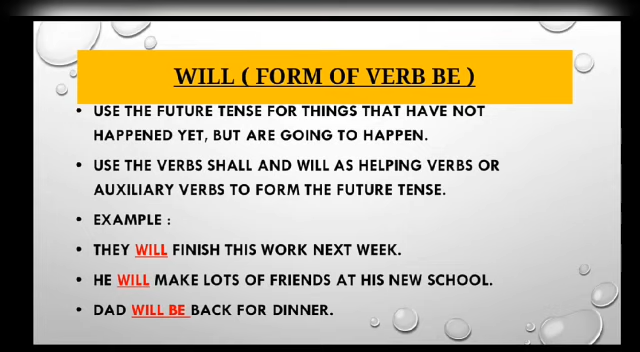 WILL ( FORM OF VERB BE )
• USE THE FUTURE TENSE FOR THINGS THAT HAVE NOT
HAPPENED YET, BUT ARE GOING TO HAPPEN.
• USE THE VERBS SHALL AND WILL AS HELPING VERBS OR
AUXILIARY VERBS TO FORM THE FUTURE TENSE.
• EXAMPLE :
• THEY WILL FINISH THIS WORK NEXT WEEK.
• HE WILL MAKE LOTS OF FRIENDS AT HIS NEW SCHOOL.
• DAD WILL BE BACK FOR DINNER.